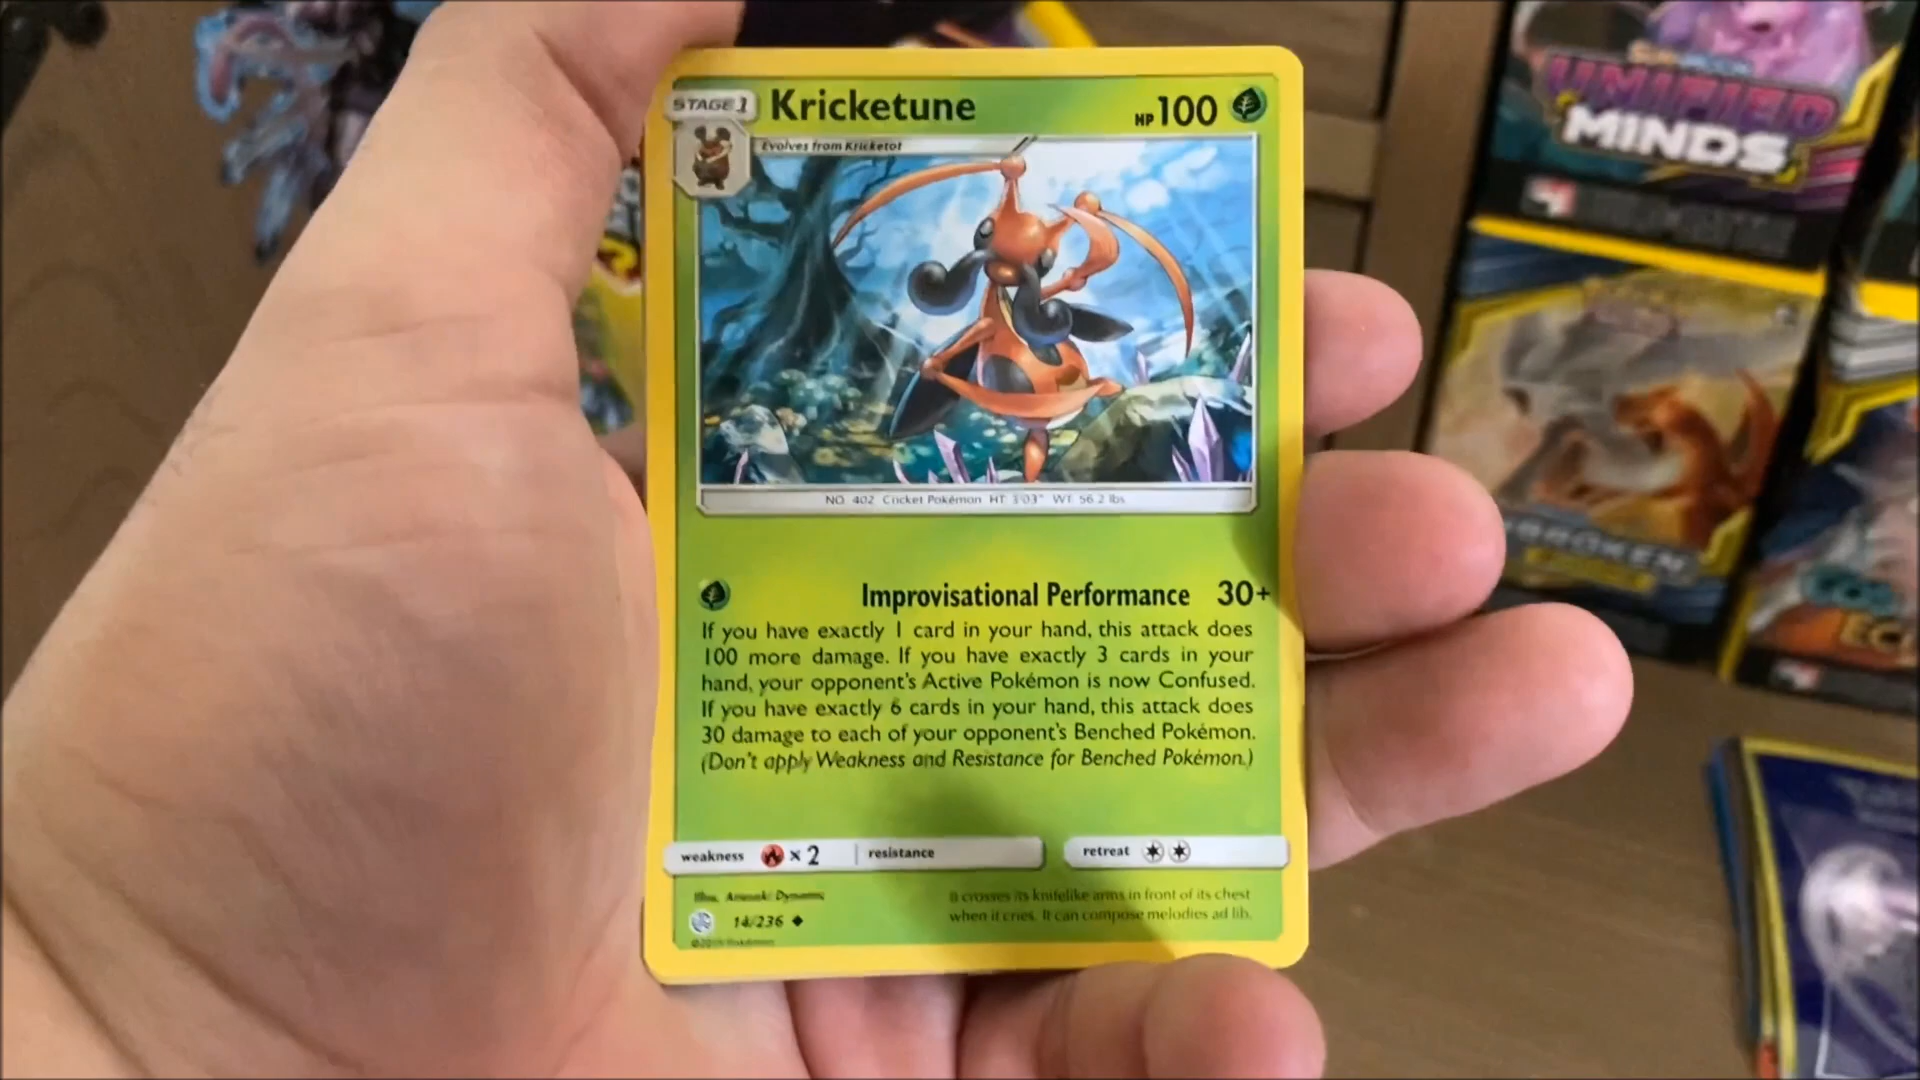 STAGE 1 Kricketune HP 100
Evolves from Kricketot
NO. 402 Cricket Pokémon HT 3'03" WT 56.2 lbs.
Improvisational Performance 30+
If you have exactly 1 card in your hand, this attack does
100 more damage. If you have exactly 3 cards in your
hand, your opponent's Active Pokémon is now Confused.
If you have exactly 6 cards in your hand, this attack does
30 damage to each of your opponent's Benched Pokémon.
(Don't apply Weakness and Resistance for Benched Pokémon.)
weakness × 2 resistance retreat
Illus.
It crosses its knifelike arms in front of its chest
when it cries. It can compose melodies ad lib.
14/236
©2019 Pokémon
UNIFIED
MINDS
BROKEN
EC